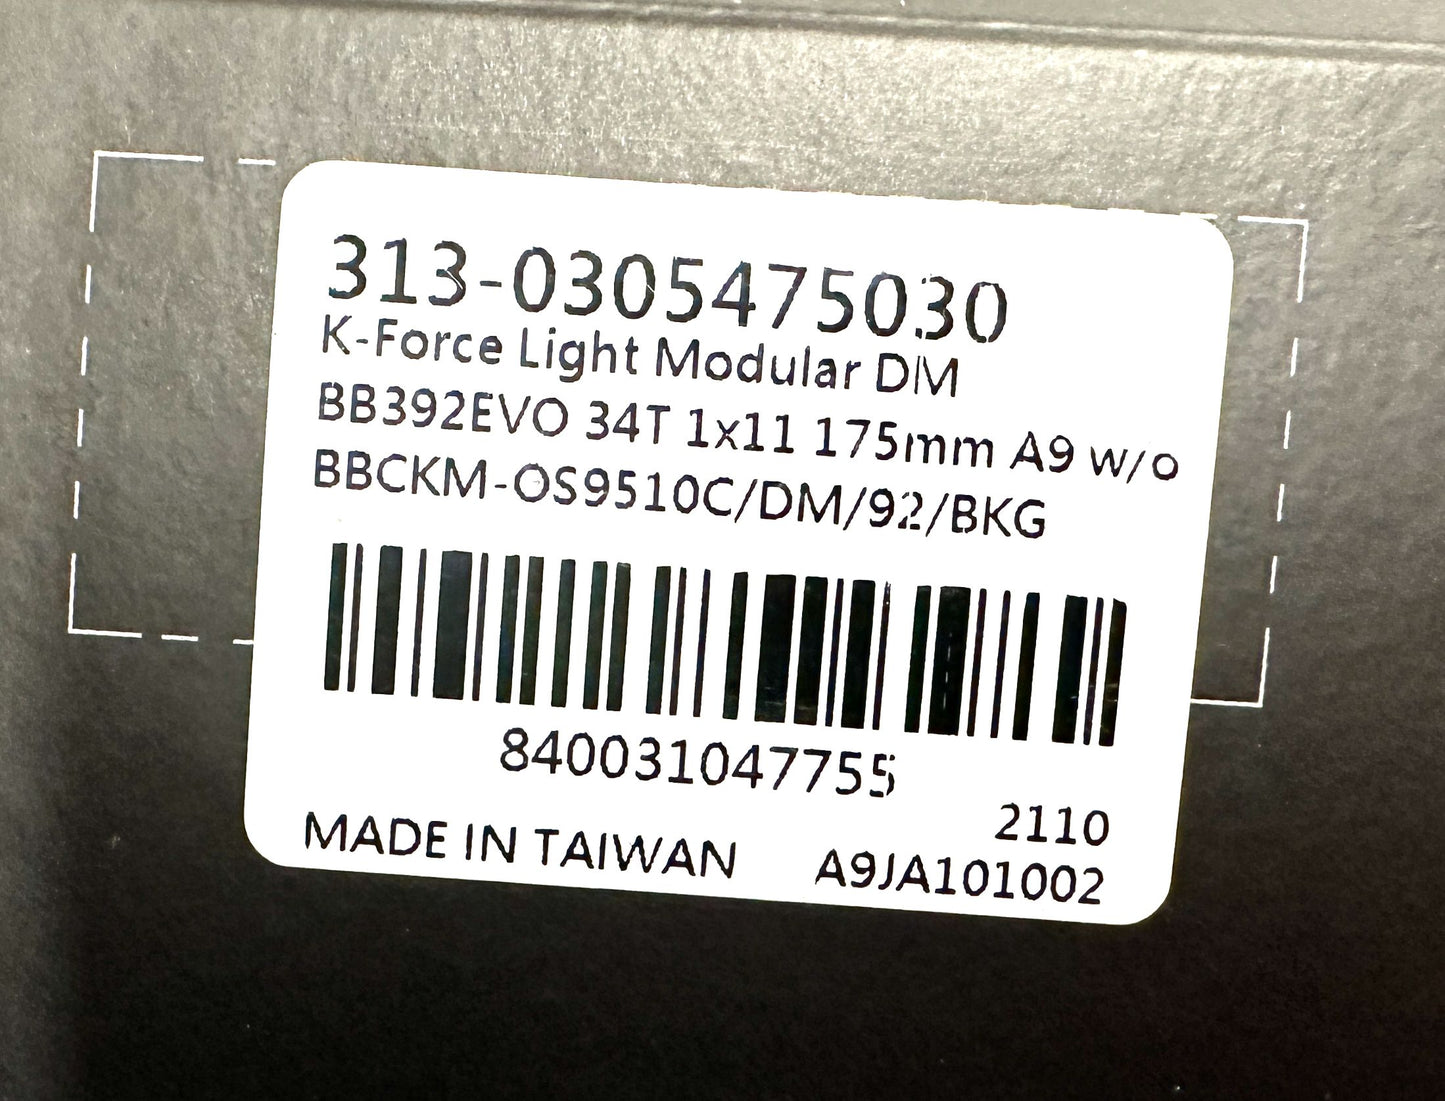 313-0305475030
K-Force Light Modular DM
BB392EVO 34T 1x11 175mm A9 w/o
BBCKM-OS9510C/DM/92/BKG
840031047755
2110
MADE IN TAIWAN A9JA101002